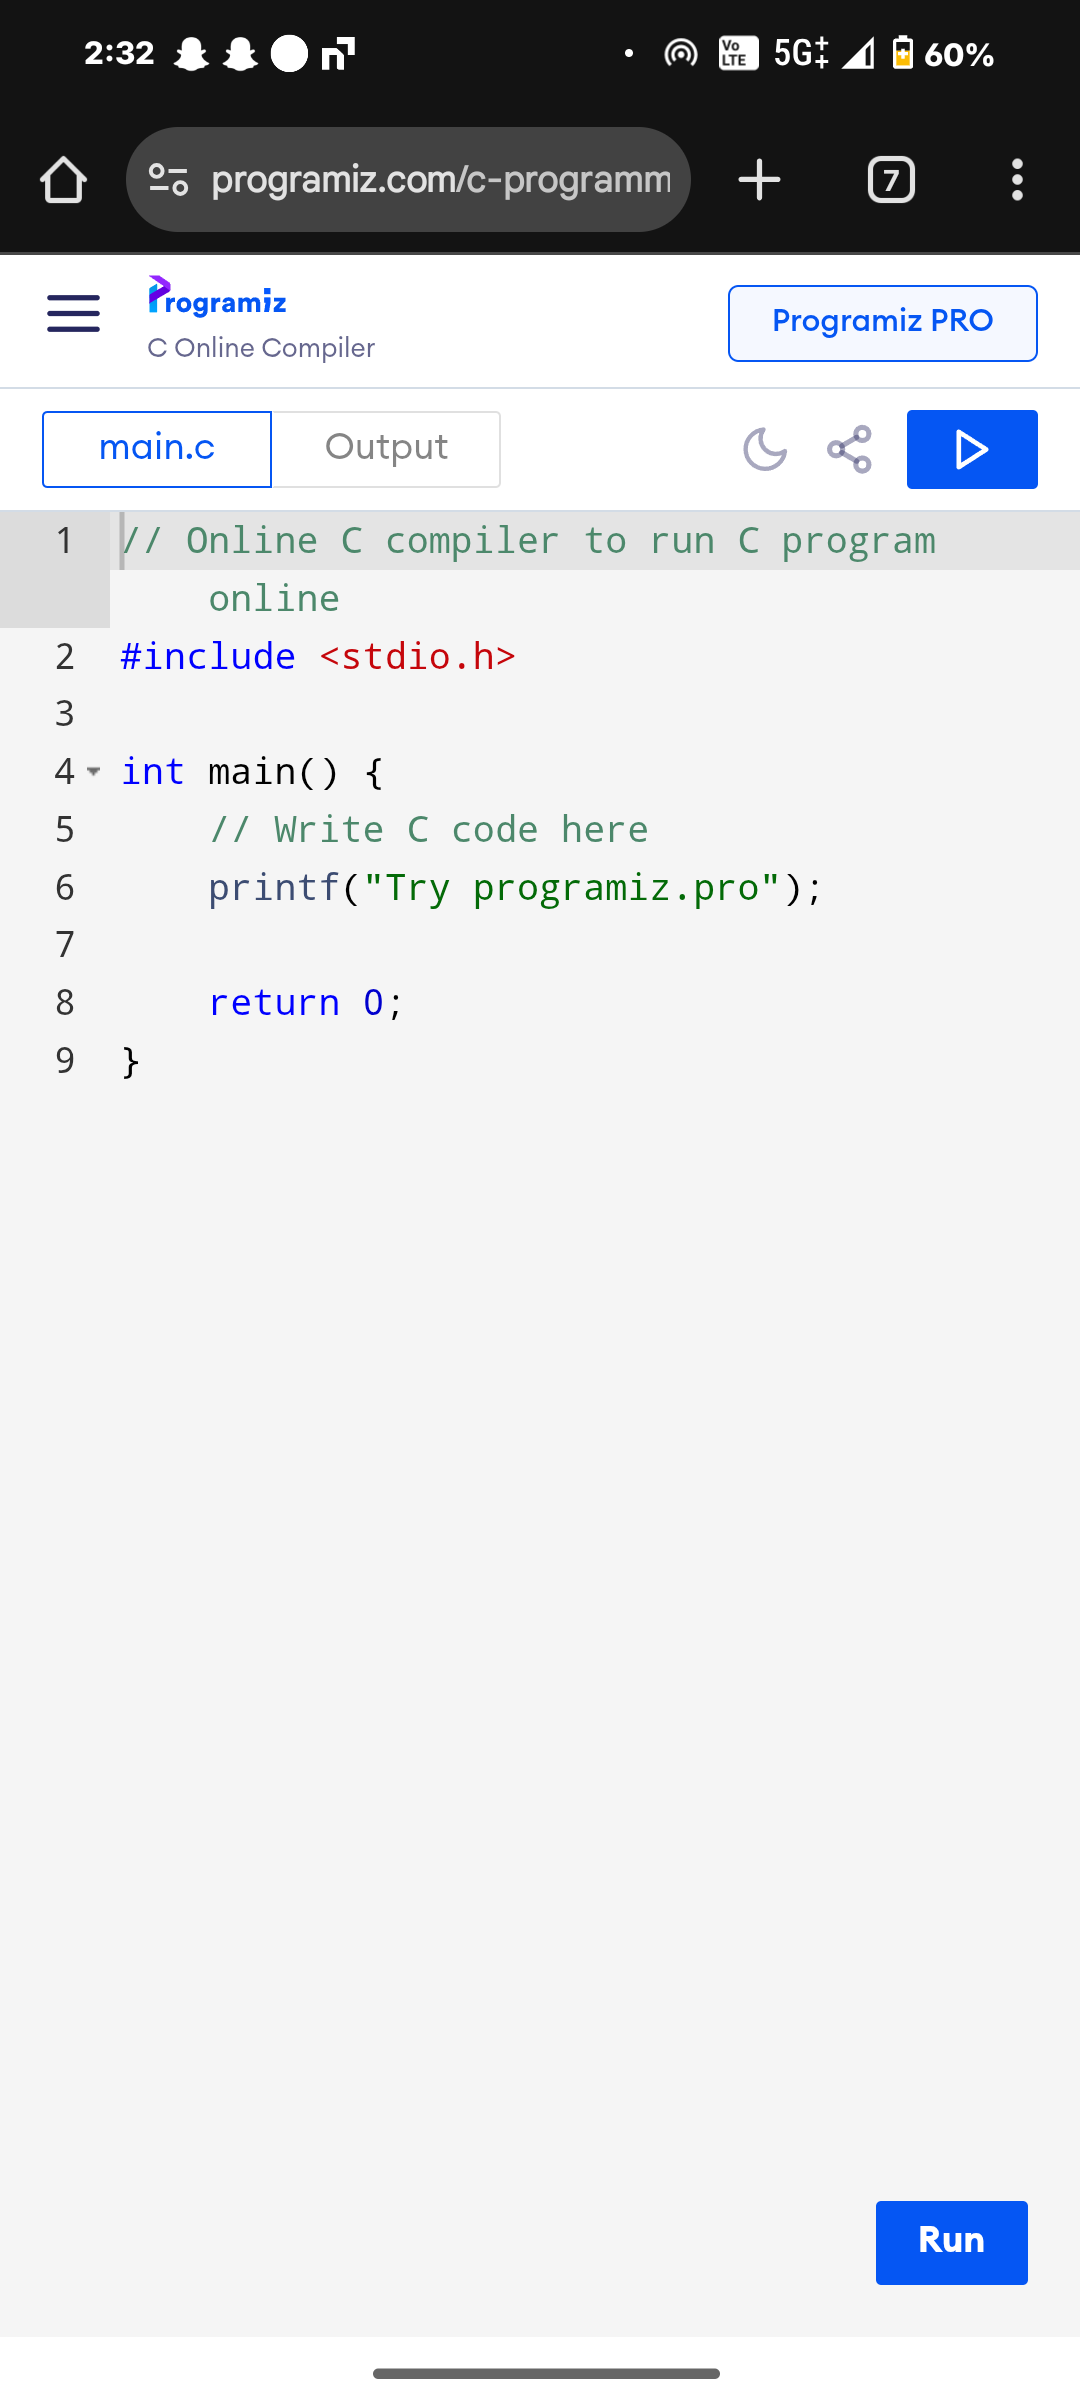 2:32
Vo LTE 5G 60%
programiz.com/c-programm
7
Programiz
C Online Compiler
Programiz PRO
main.c
Output
1 // Online C compiler to run C program
online
2 #include <stdio.h>
3
4 int main() {
5 // Write C code here
6 printf("Try programiz.pro");
7
8 return 0;
9 }
Run